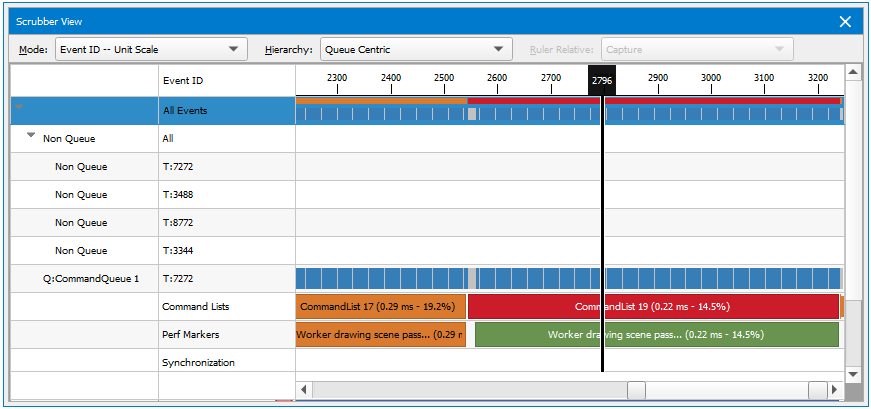 Scrubber View
Mode: Event ID -- Unit Scale Hierarchy: Queue Centric Ruler Relative: Capture
Event ID 2300 2400 2500 2600 2700 2796 2900 3000 3100 3200
All Events
Non Queue All
Non Queue T:7272
Non Queue T:3488
Non Queue T:8772
Non Queue T:3344
Q:CommandQueue 1 T:7272
Command Lists CommandList 17 (0.29 ms - 19.2%) CommandList 19 (0.22 ms - 14.5%)
Perf Markers Worker drawing scene pass... (0.29 r Worker drawing scene pass... (0.22 ms - 14.5%)
Synchronization